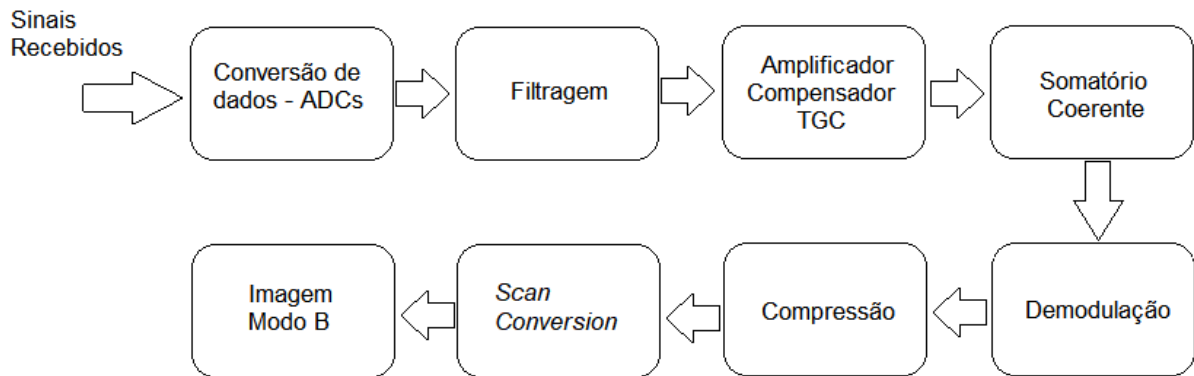 Sinais
Recebidos
Conversão de
dados - ADCs
Filtragem
Amplificador
Compensador
TGC
Somatório
Coerente
Demodulação
Compressão
Scan
Conversion
Imagem
Modo B